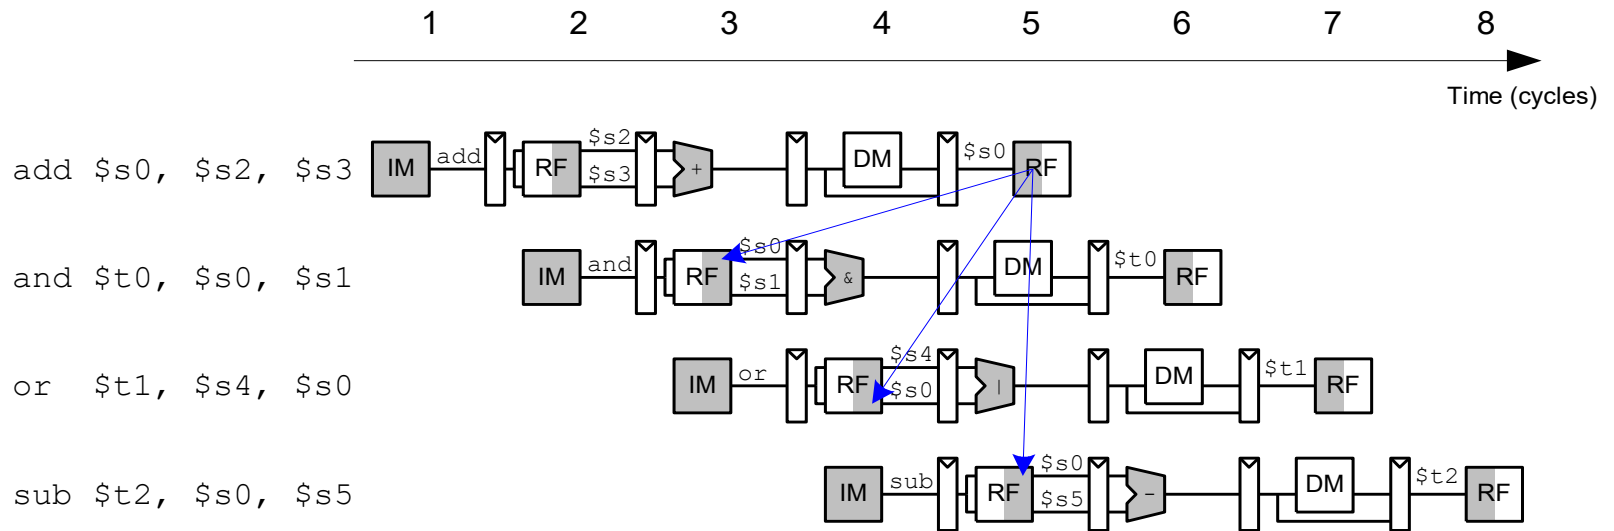 1 2 3 4 5 6 7 8
Time (cycles)
add $s0, $s2, $s3 IM add RF $s2 $s3 + DM $s0 RF
and $t0, $s0, $s1 IM and RF $s0 $s1 & DM $t0 RF
or $t1, $s4, $s0 IM or RF $s4 $s0 | DM $t1 RF
sub $t2, $s0, $s5 IM sub RF $s0 $s5 - DM $t2 RF